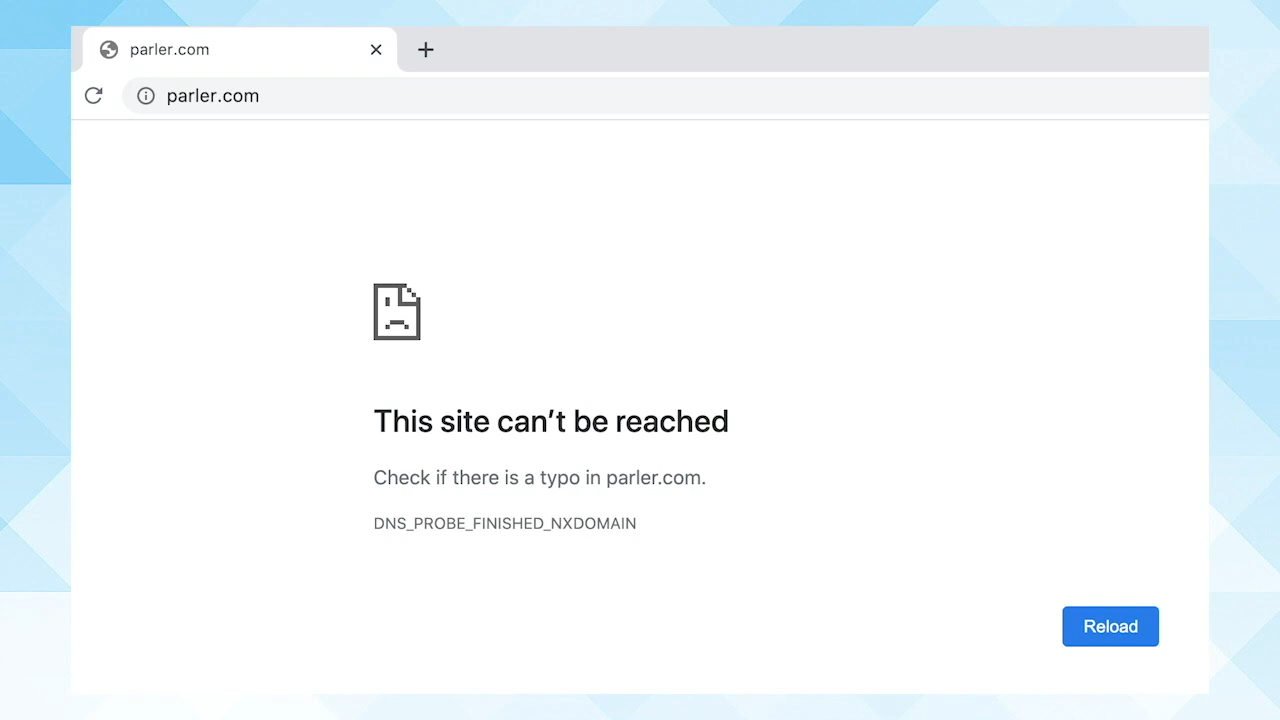 parler.com
parler.com
This site can’t be reached
Check if there is a typo in parler.com.
DNS_PROBE_FINISHED_NXDOMAIN
Reload